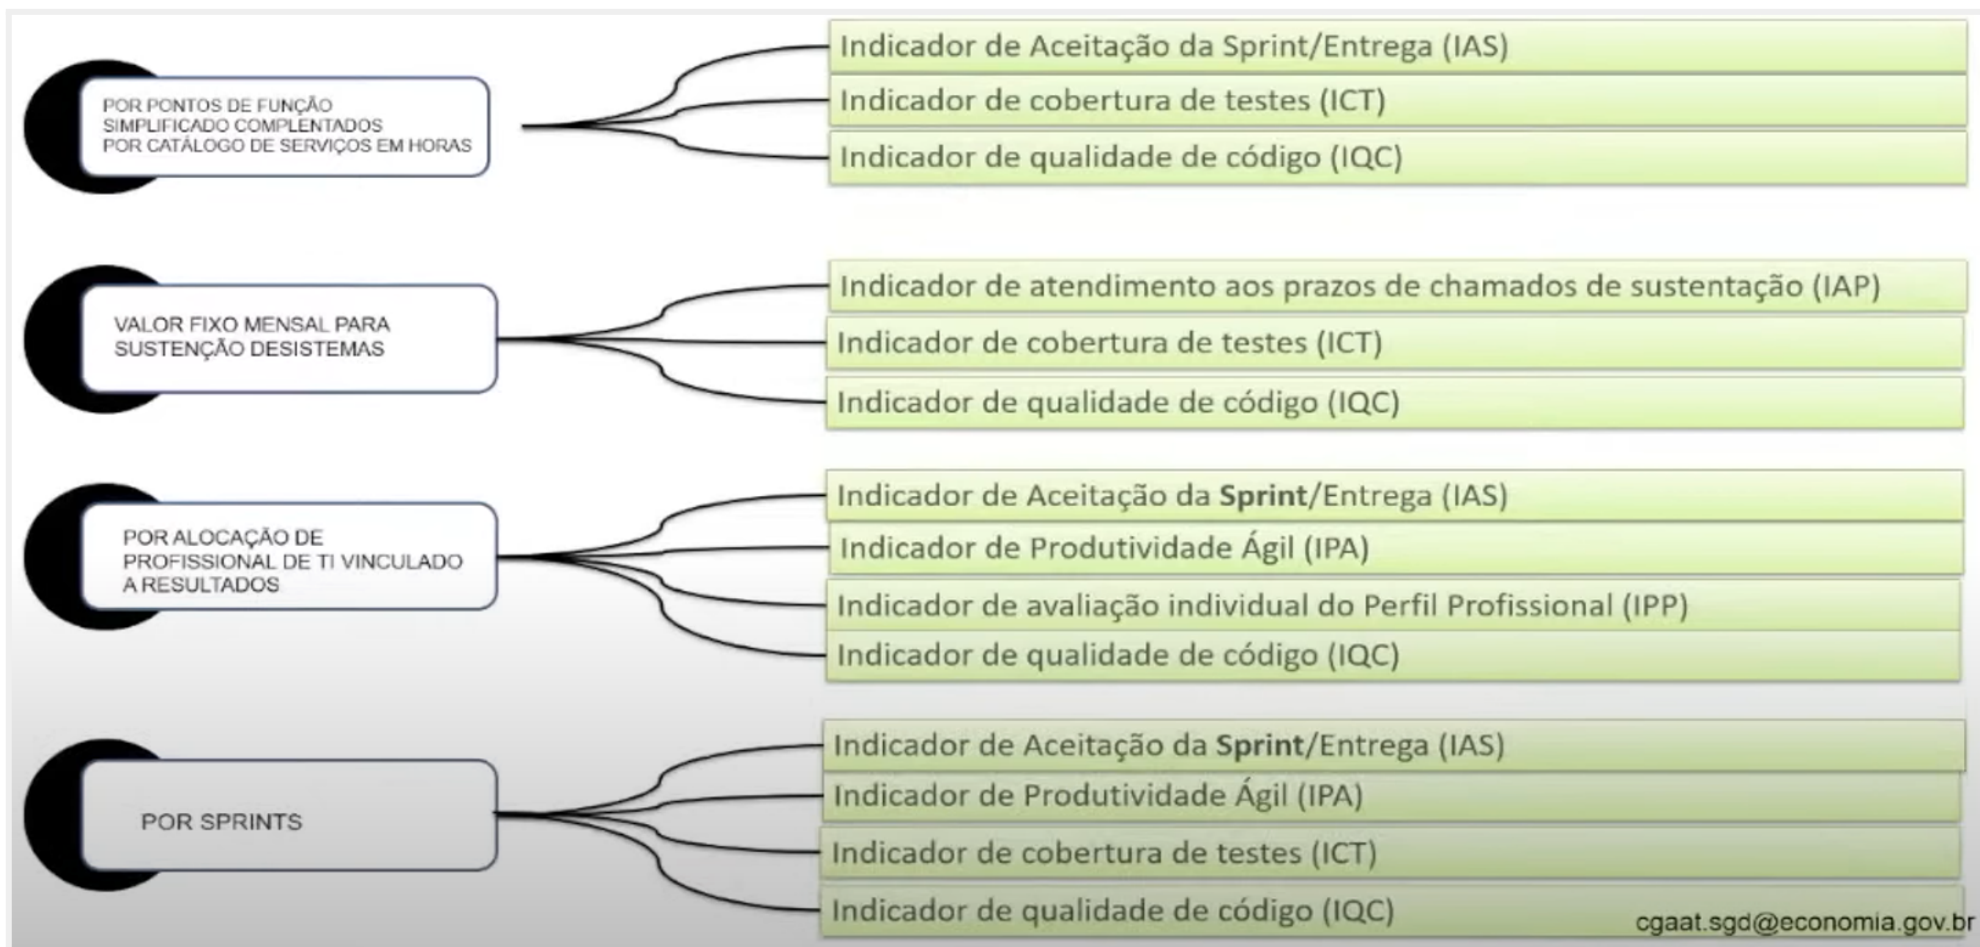 POR PONTOS DE FUNÇÃO
SIMPLIFICADO COMPLENTADOS
POR CATÁLOGO DE SERVIÇOS EM HORAS
Indicador de Aceitação da Sprint/Entrega (IAS)
Indicador de cobertura de testes (ICT)
Indicador de qualidade de código (IQC)
VALOR FIXO MENSAL PARA
SUSTENÇÃO DESISTEMAS
Indicador de atendimento aos prazos de chamados de sustentação (IAP)
Indicador de cobertura de testes (ICT)
Indicador de qualidade de código (IQC)
POR ALOCAÇÃO DE
PROFISSIONAL DE TI VINCULADO
A RESULTADOS
Indicador de Aceitação da Sprint/Entrega (IAS)
Indicador de Produtividade Ágil (IPA)
Indicador de avaliação individual do Perfil Profissional (IPP)
Indicador de qualidade de código (IQC)
POR SPRINTS
Indicador de Aceitação da Sprint/Entrega (IAS)
Indicador de Produtividade Ágil (IPA)
Indicador de cobertura de testes (ICT)
Indicador de qualidade de código (IQC)
cgaat.sgd@economia.gov.br